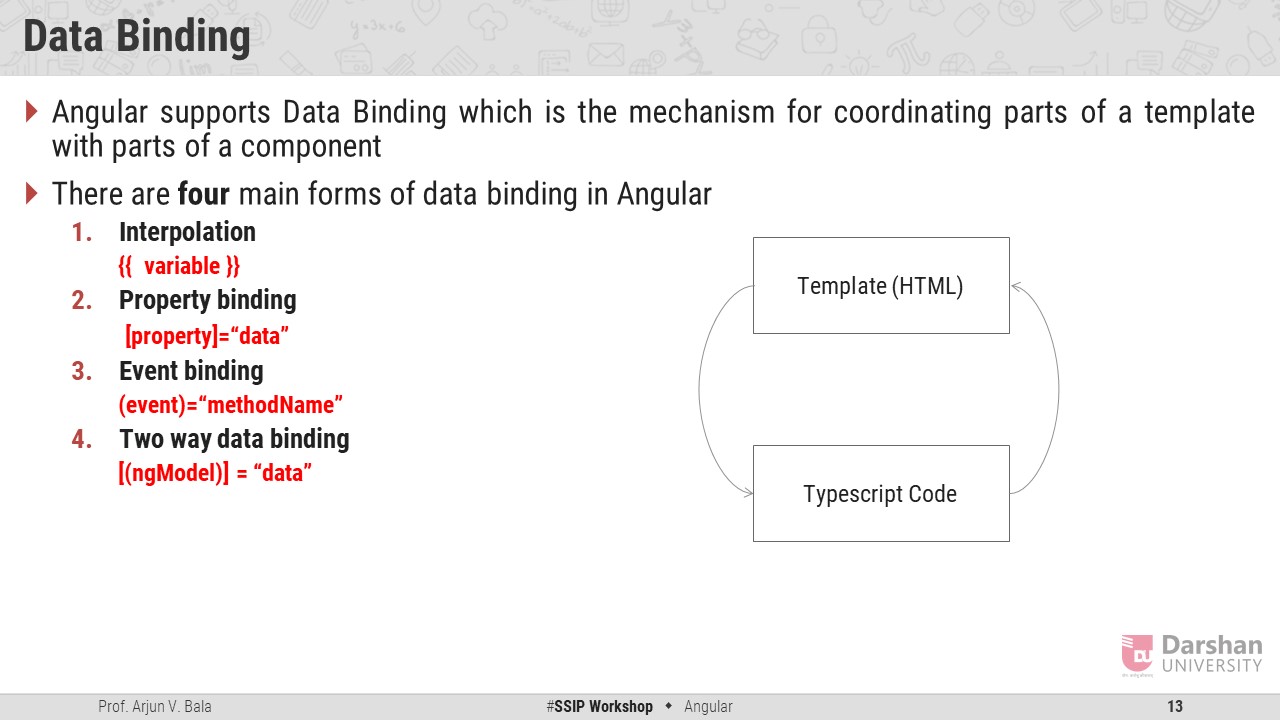 Data Binding
Angular supports Data Binding which is the mechanism for coordinating parts of a template
with parts of a component
There are four main forms of data binding in Angular
1. Interpolation
{{ variable }}
2. Property binding
[property]=“data”
3. Event binding
(event)=“methodName”
4. Two way data binding
[(ngModel)] = “data”
Template (HTML)
Typescript Code
DU
Darshan
UNIVERSITY
Prof. Arjun V. Bala
#SSIP Workshop ◆ Angular
13